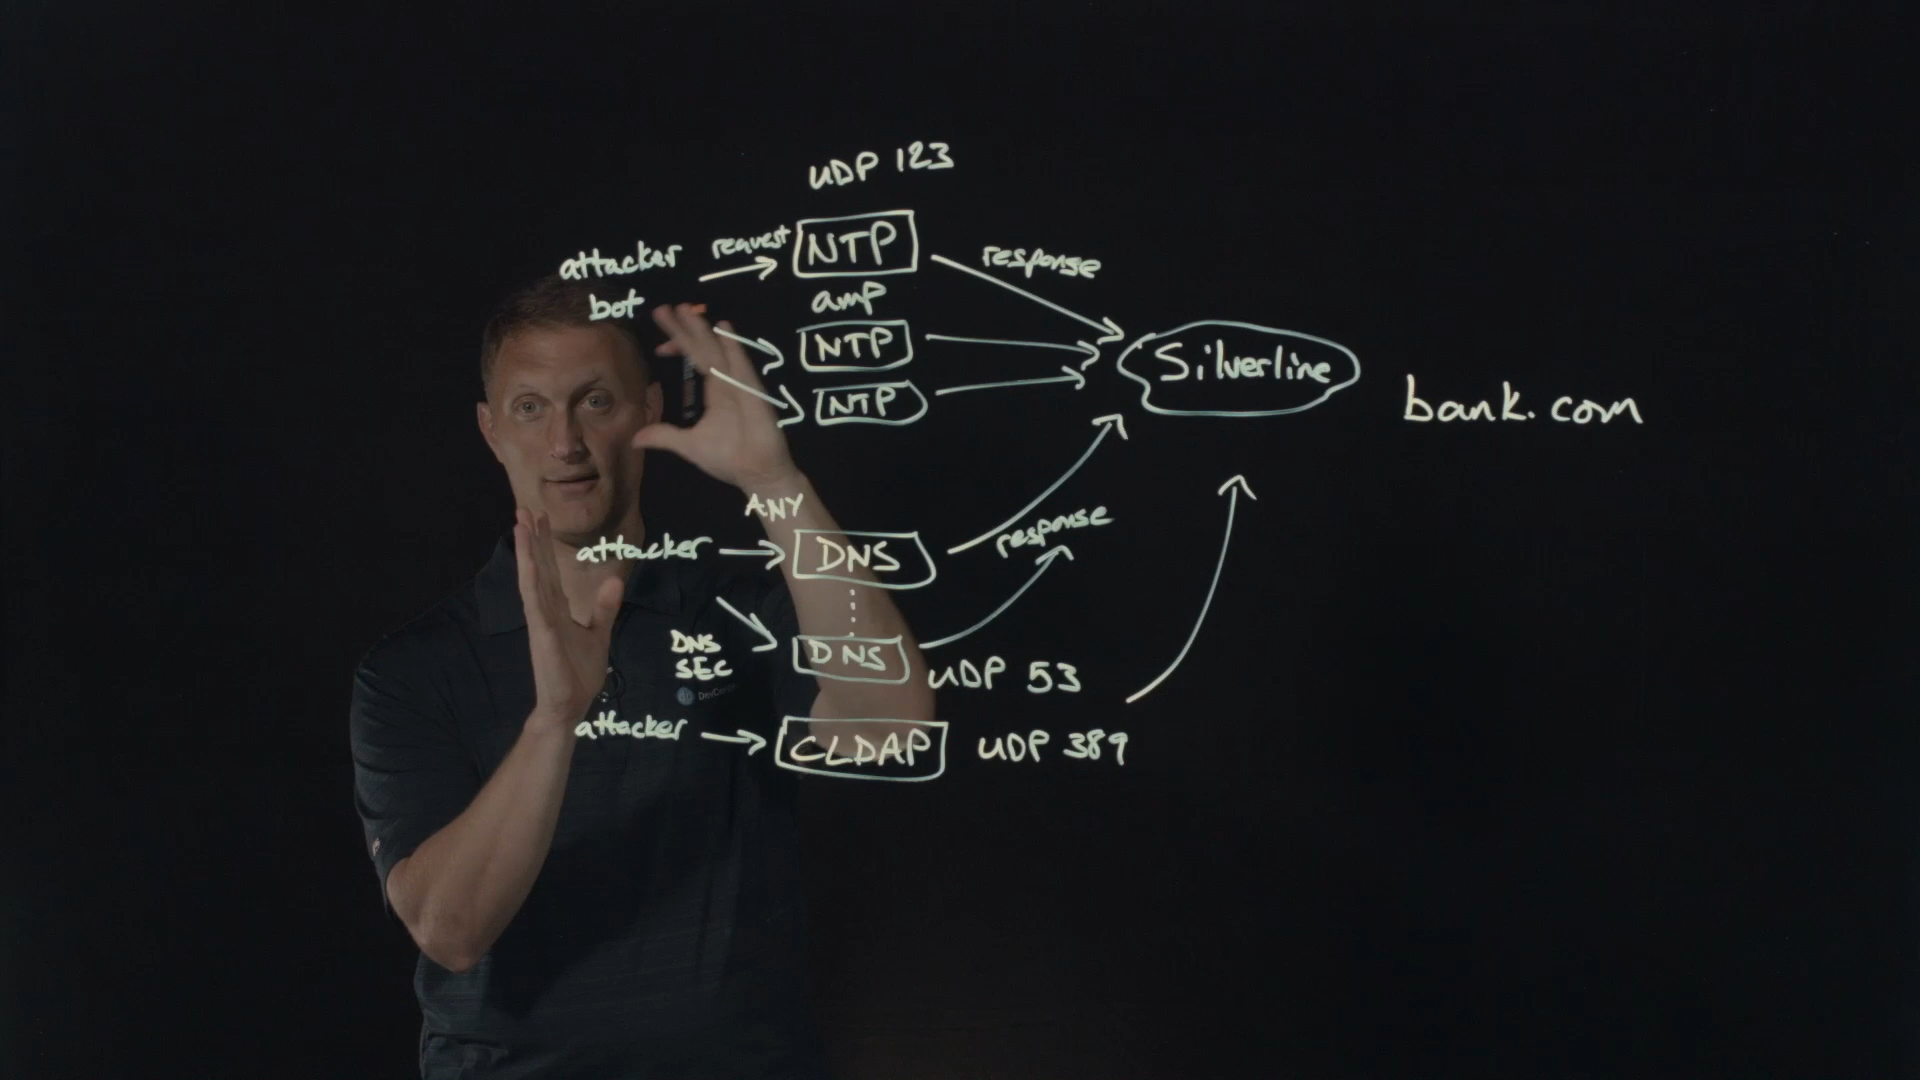 UDP 123
attacker
bot
request
NTP
response
amp
NTP
NTP
Silverline
bank.com
ANY
attacker
DNS
response
DNS
SEC
DNS
UDP 53
attacker
CLDAP
UDP 389